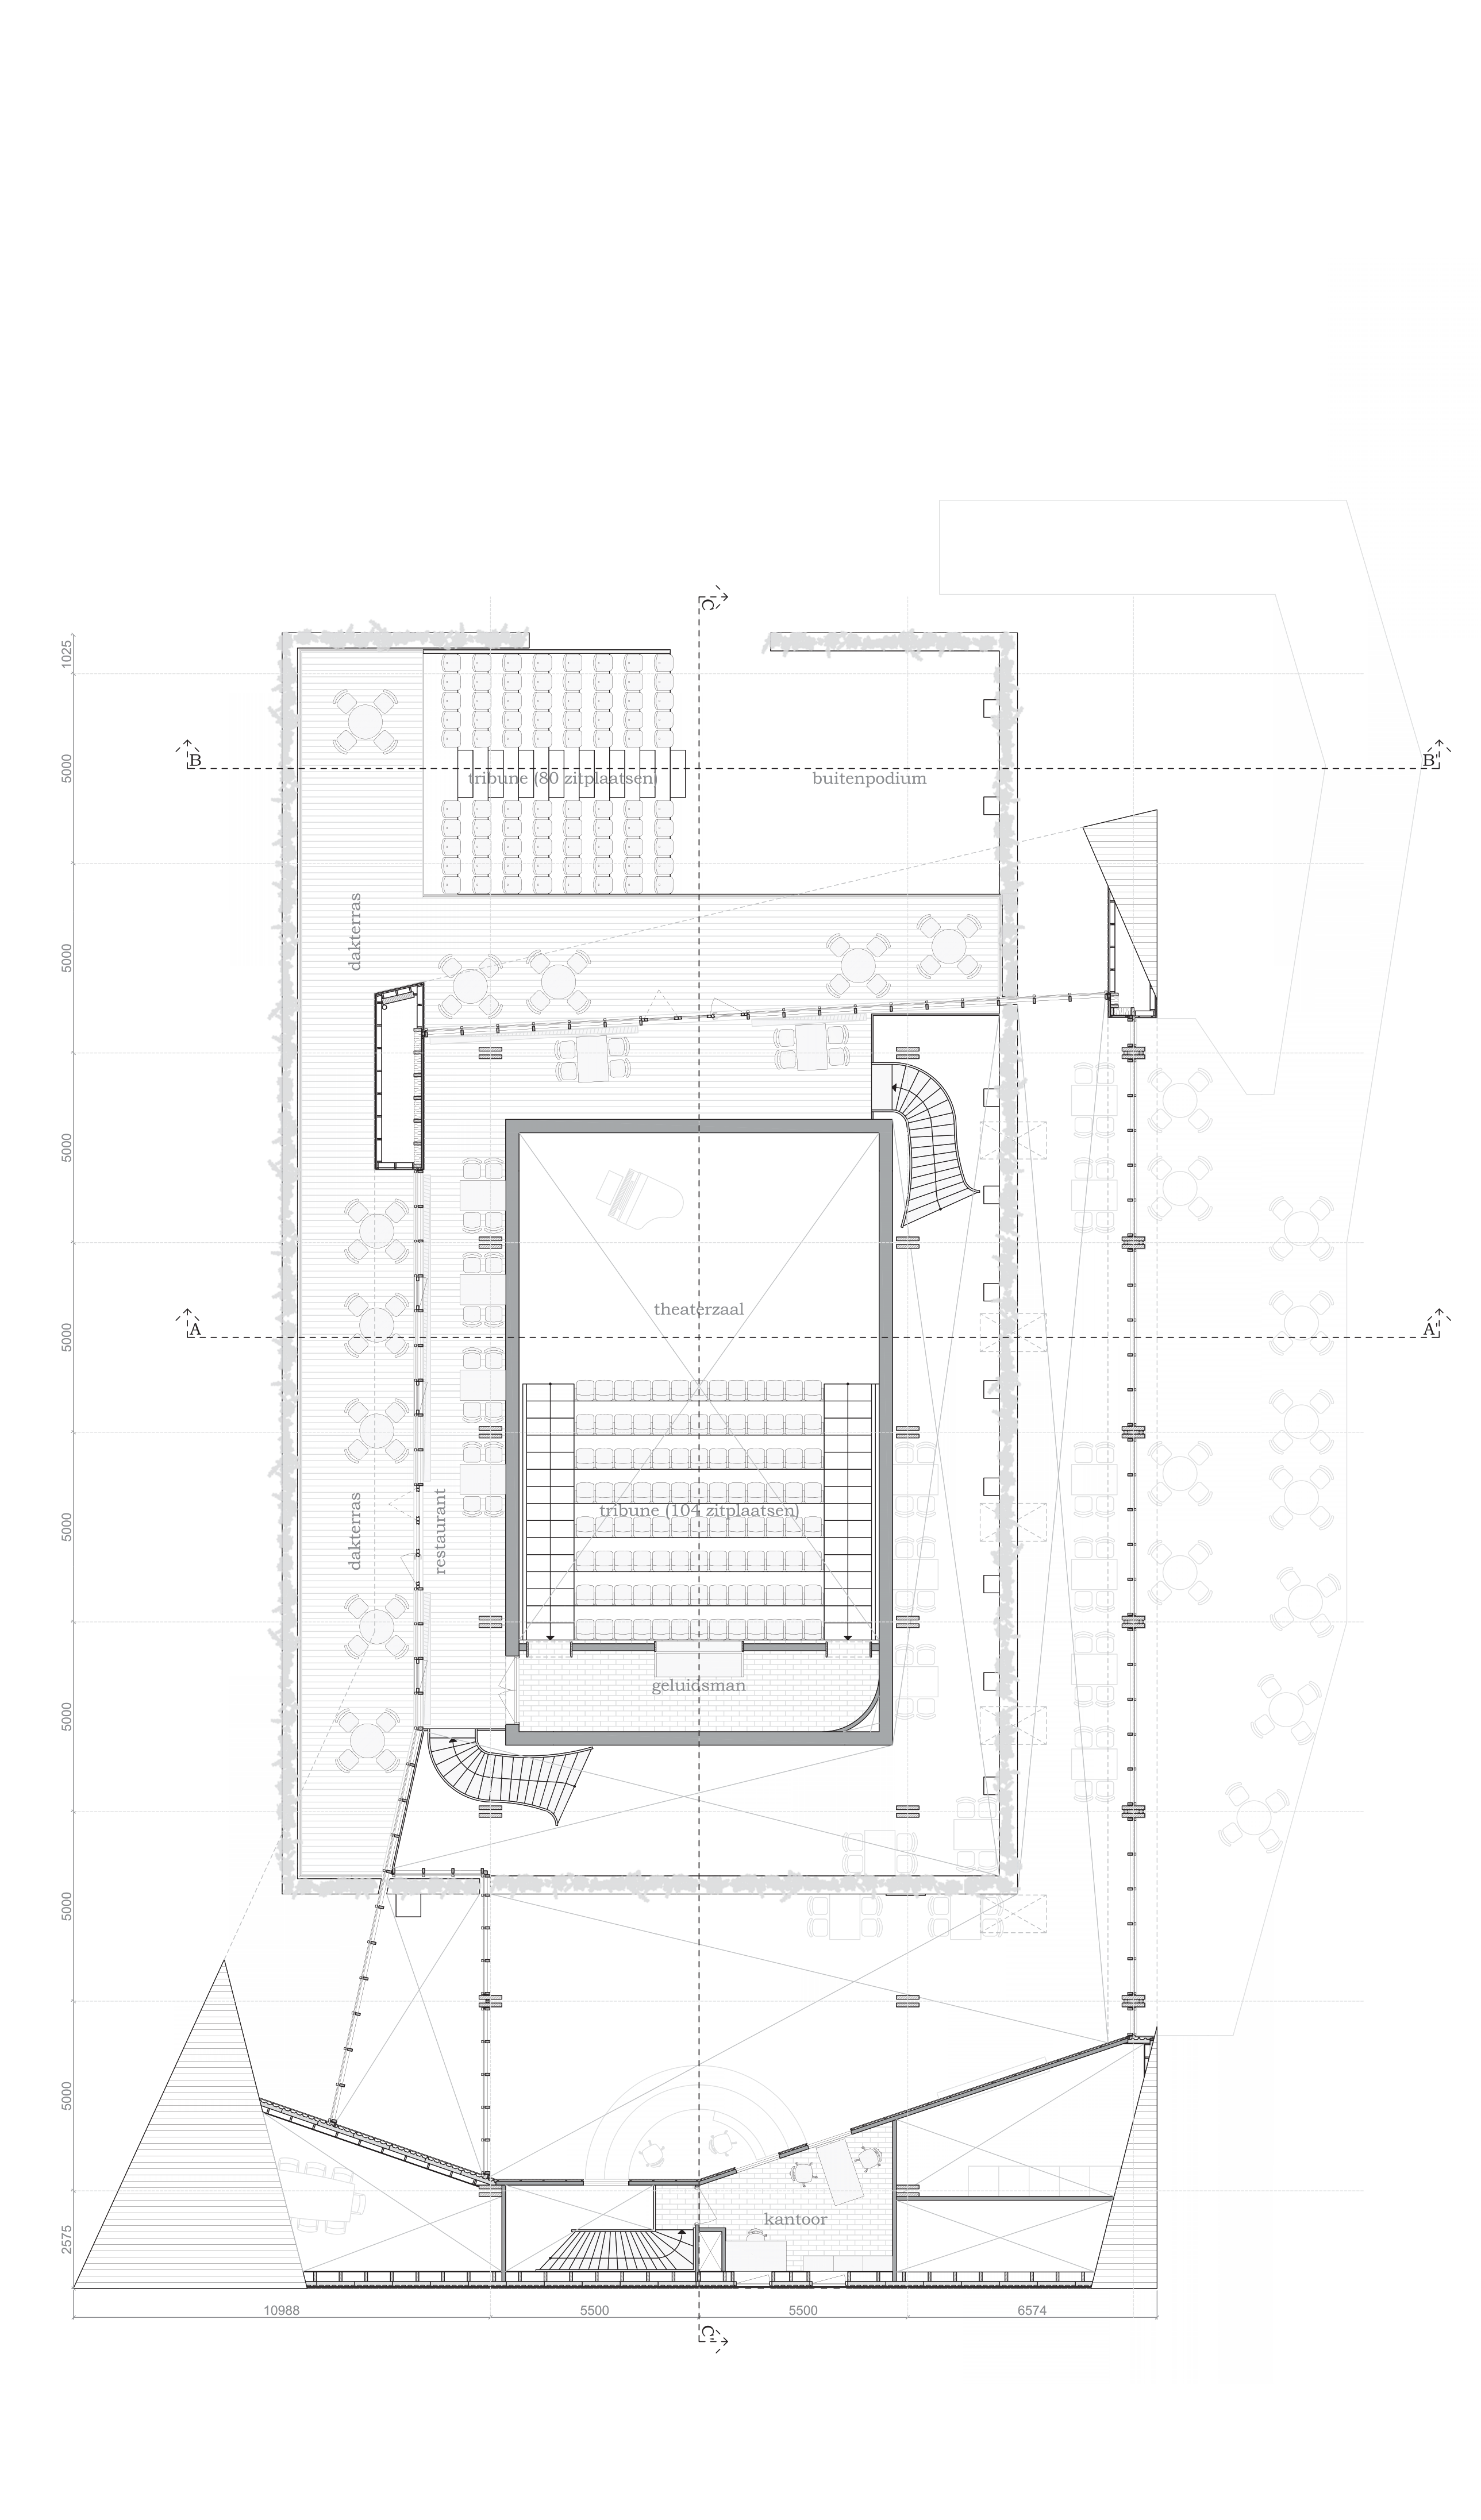 C'
1025
B
B'
5000
tribune (80 zitplaatsen)
buitenpodium
dakterras
5000
5000
theaterzaal
A
A'
5000
tribune (104 zitplaatsen)
dakterras
restaurant
5000
geluidsman
5000
5000
5000
kantoor
2575
10988
5500
5500
6574
C"